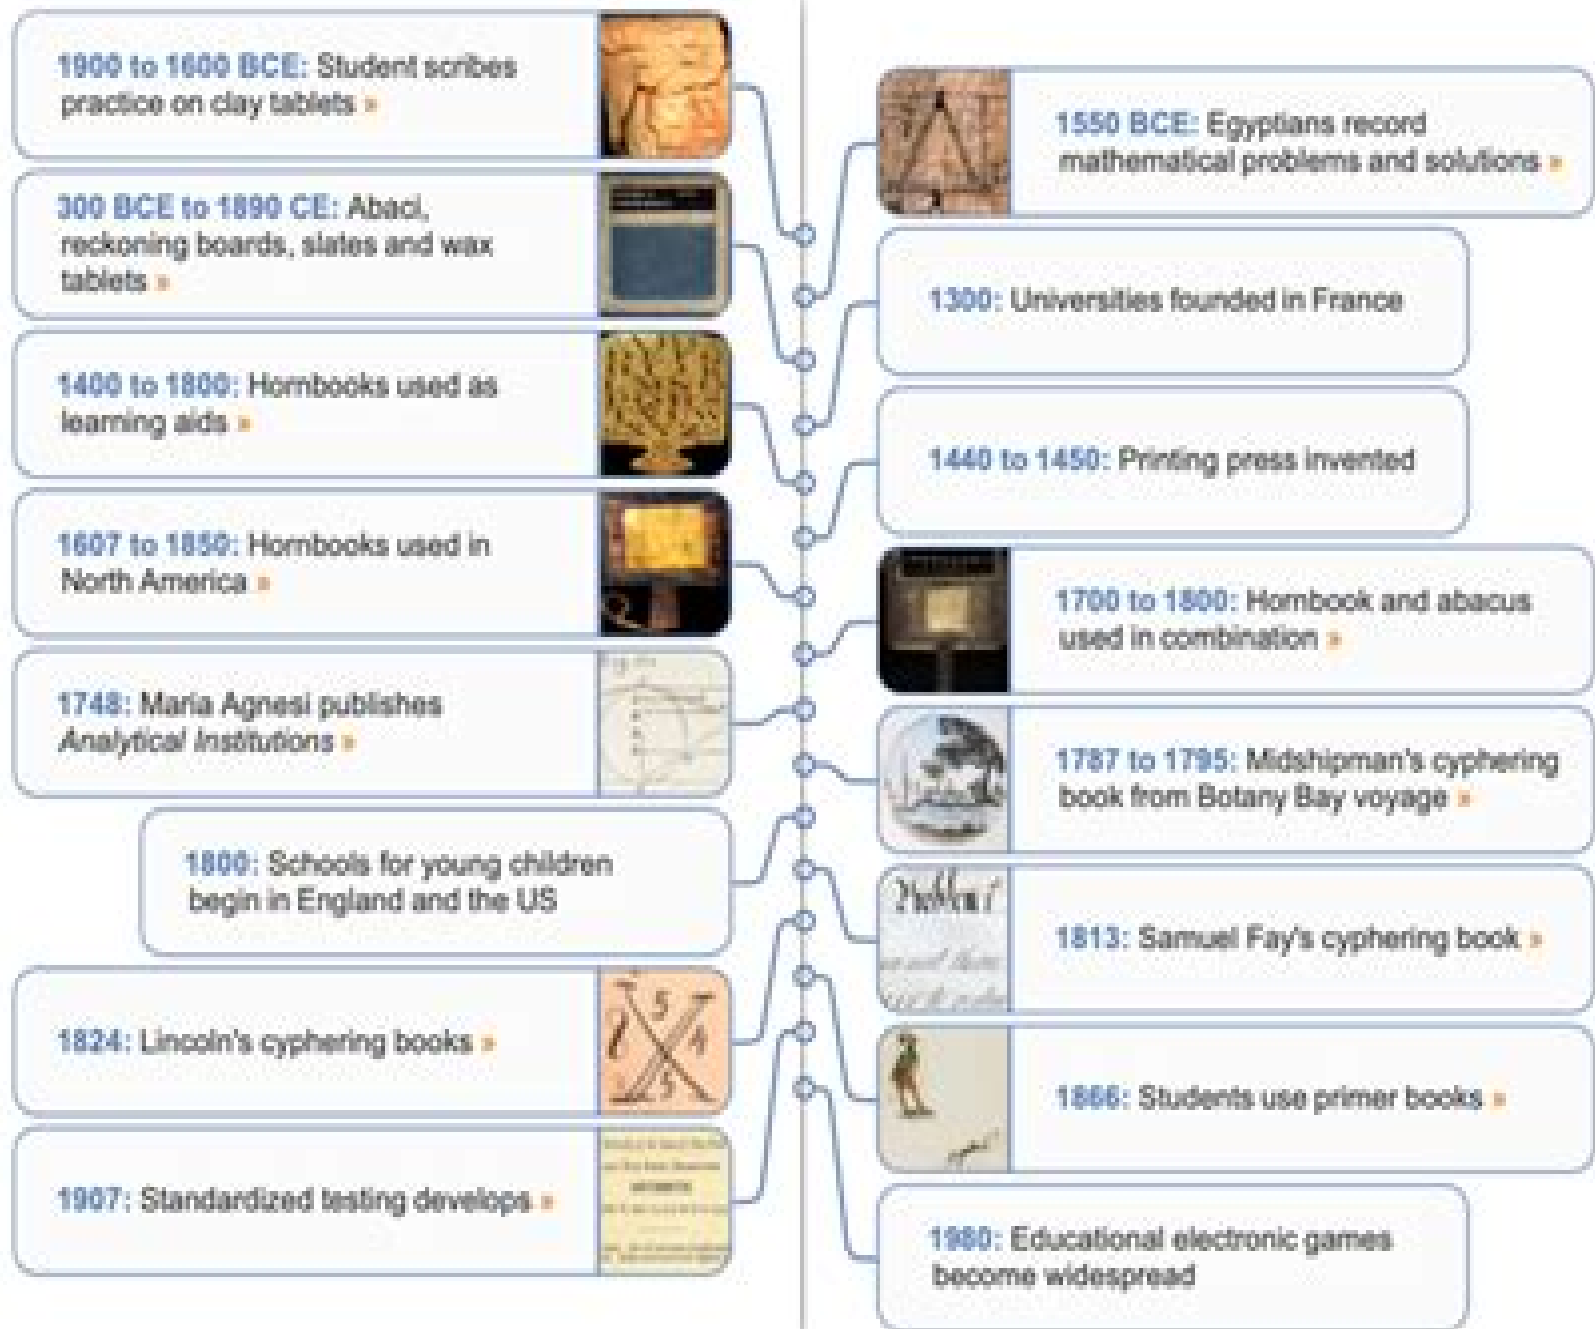 1900 to 1600 BCE: Student scribes
practice on clay tablets »
1550 BCE: Egyptians record
mathematical problems and solutions »
300 BCE to 1890 CE: Abaci,
reckoning boards, slates and wax
tablets »
1300: Universities founded in France
1400 to 1800: Hornbooks used as
learning aids »
1440 to 1450: Printing press invented
1607 to 1850: Hornbooks used in
North America »
1700 to 1800: Hornbook and abacus
used in combination »
1748: Maria Agnesi publishes
Analytical Institutions »
1787 to 1795: Midshipman's cyphering
book from Botany Bay voyage »
1800: Schools for young children
begin in England and the US
1813: Samuel Fay's cyphering book »
Problem 1
1824: Lincoln's cyphering books »
5
4
5
1866: Students use primer books »
1907: Standardized testing develops »
1980: Educational electronic games
become widespread